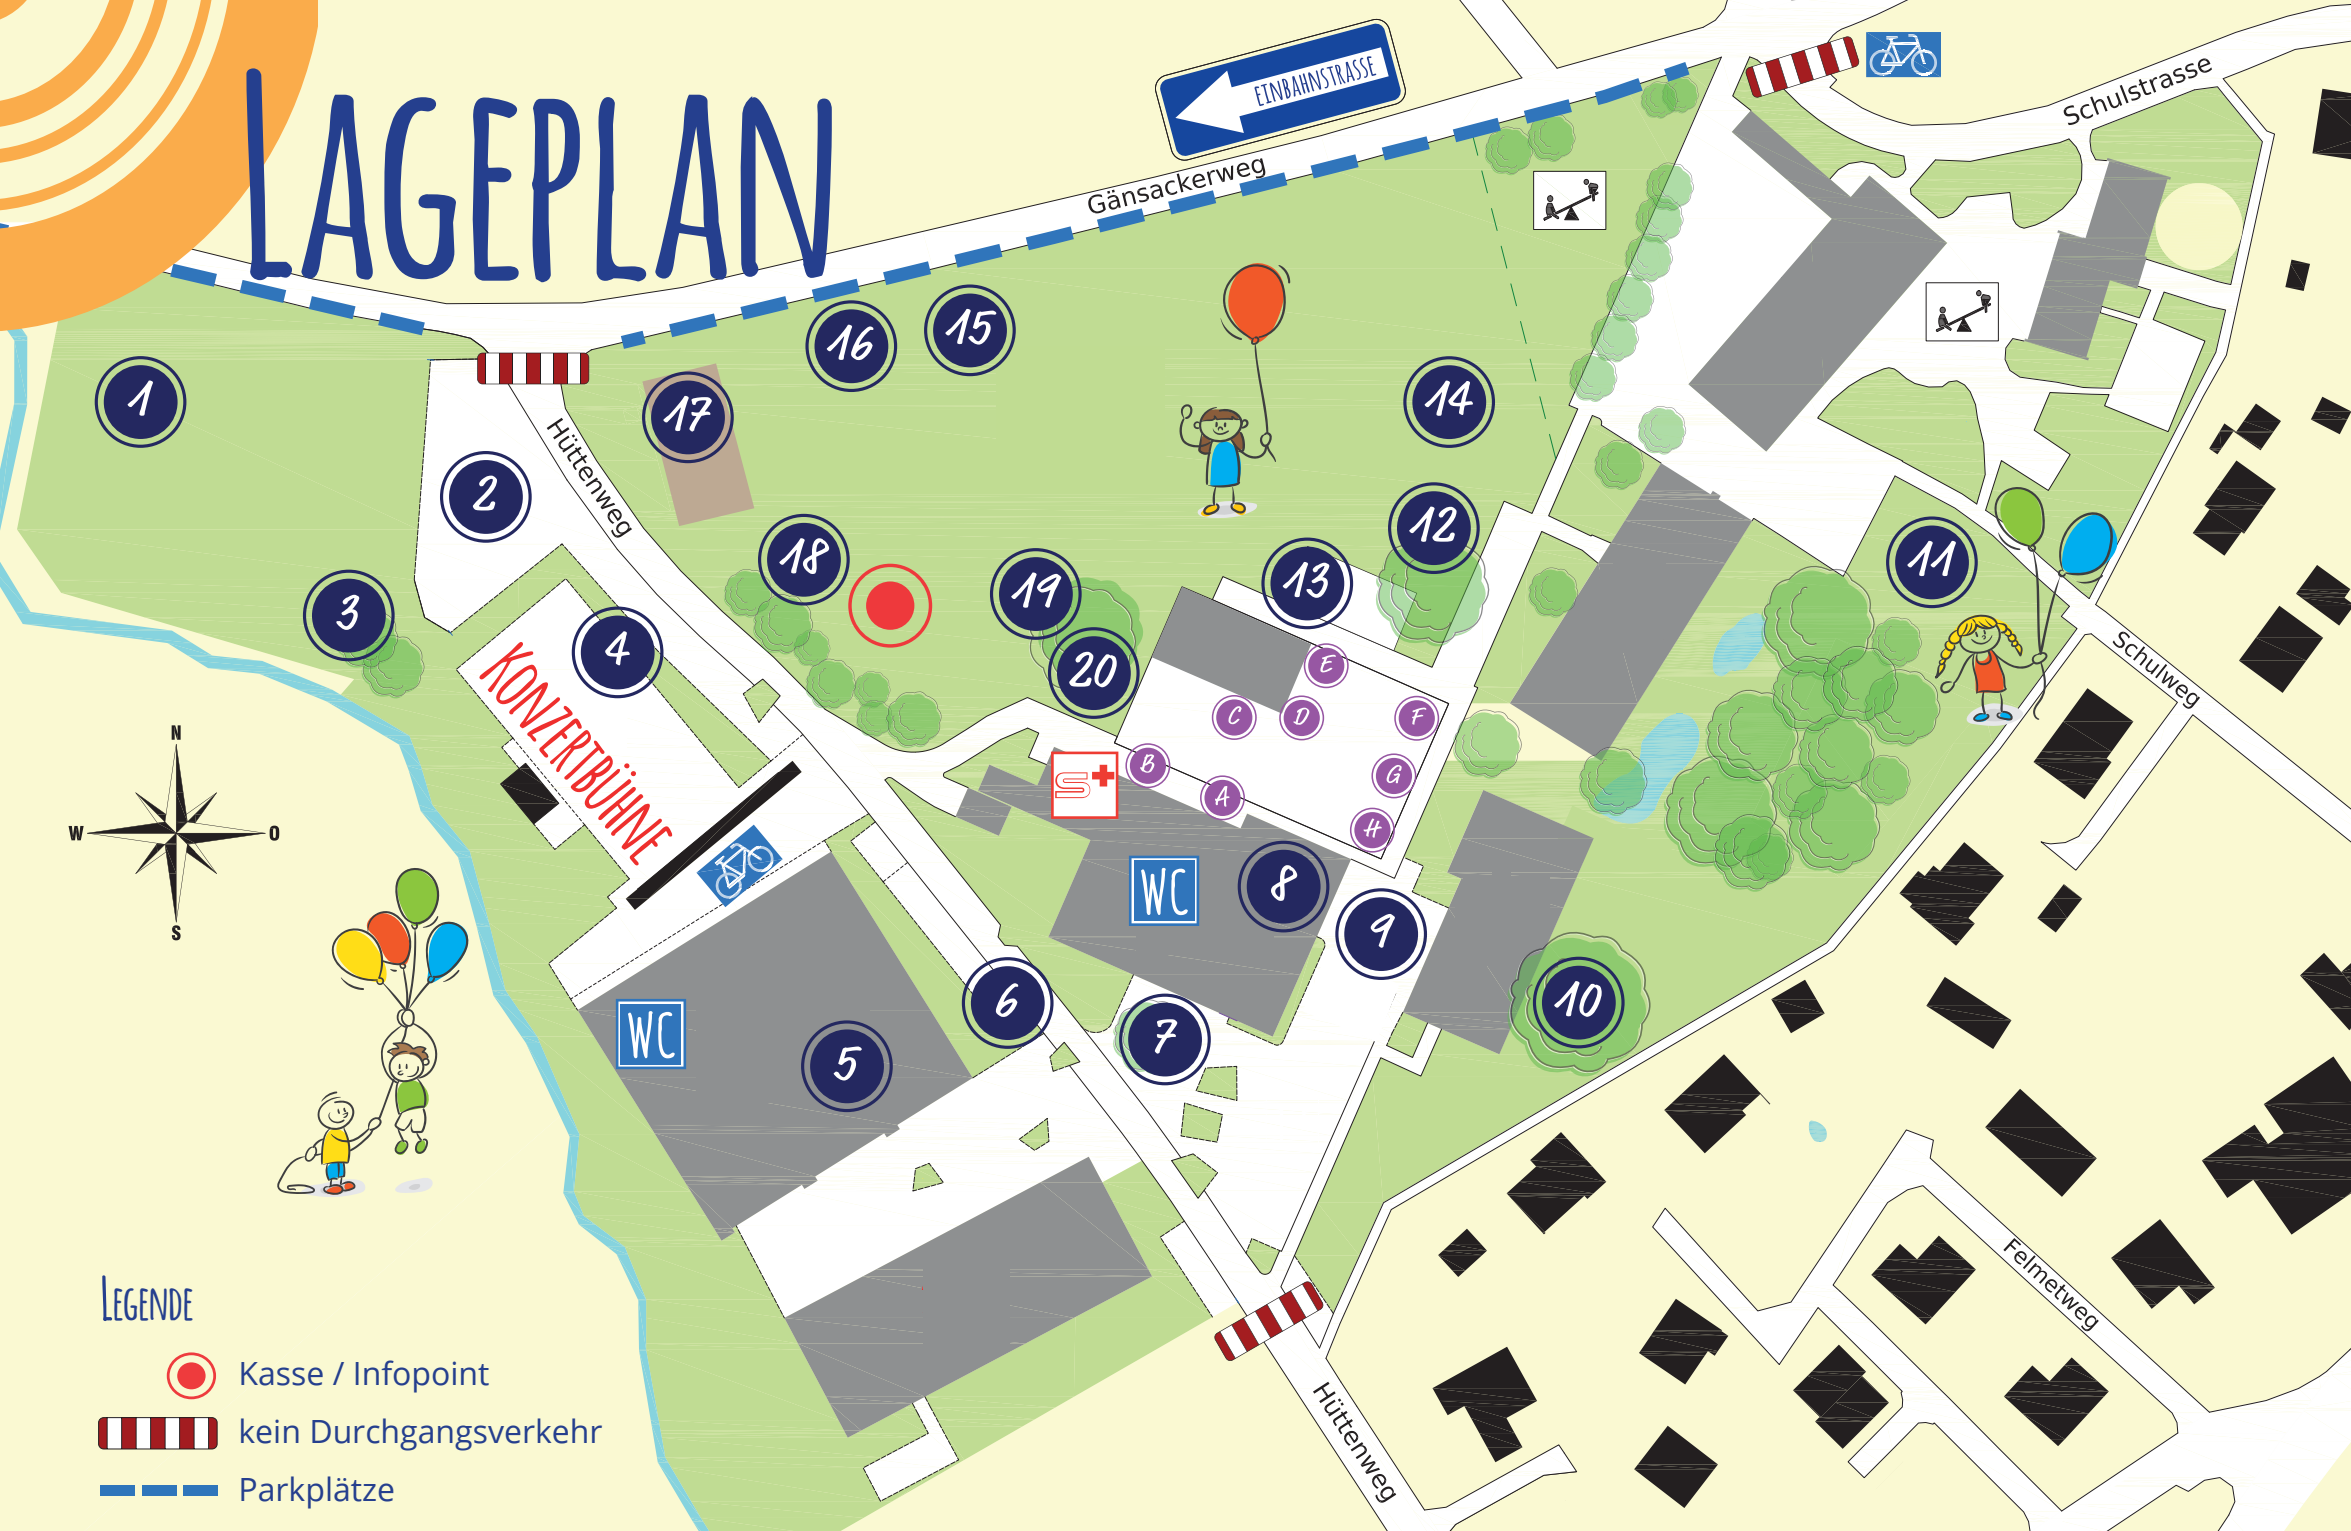 LAGEPLAN
EINBAHNSTRASSE
Gänsackerweg
Schulstrasse
16
15
1
17
14
2
Hüttenweg
12
18
11
13
3
19
4
20
E
KONZERTBÜHNE
C
D
F
Schulweg
B
G
S+
A
H
N
W
O
S
WC
8
9
6
10
WC
7
5
Felmetweg
Hüttenweg
LEGENDE
Kasse / Infopoint
kein Durchgangsverkehr
Parkplätze